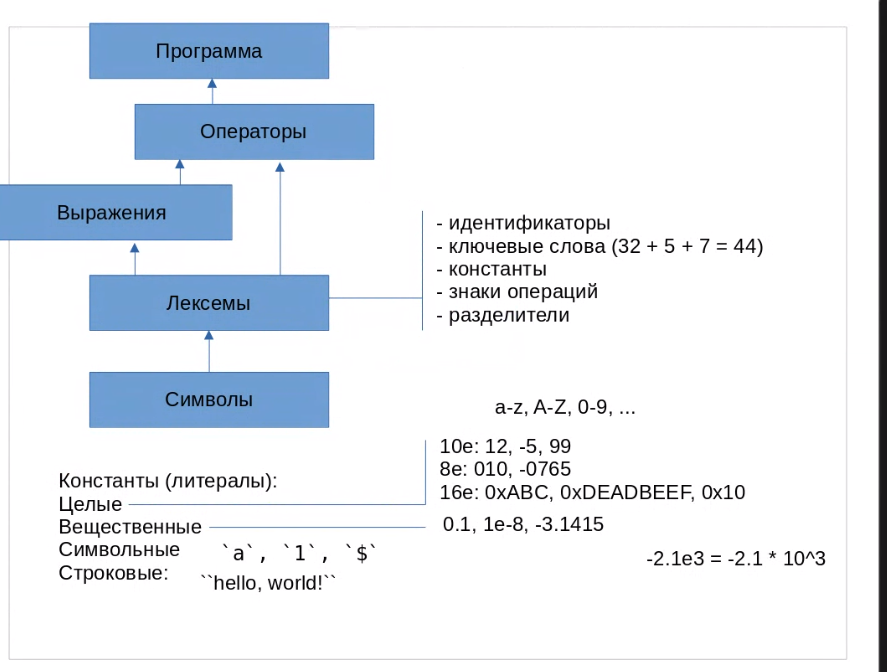 Программа
Операторы
Выражения
- идентификаторы
- ключевые слова (32 + 5 + 7 = 44)
- константы
- знаки операций
- разделители
Лексемы
Символы
a-z, A-Z, 0-9, ...
10е: 12, -5, 99
8е: 010, -0765
16е: 0xABC, 0xDEADBEEF, 0x10
Константы (литералы):
Целые
Вещественные
0.1, 1e-8, -3.1415
Символьные `a`, `1`, `$`
-2.1e3 = -2.1 * 10^3
Строковые: ``hello, world!``